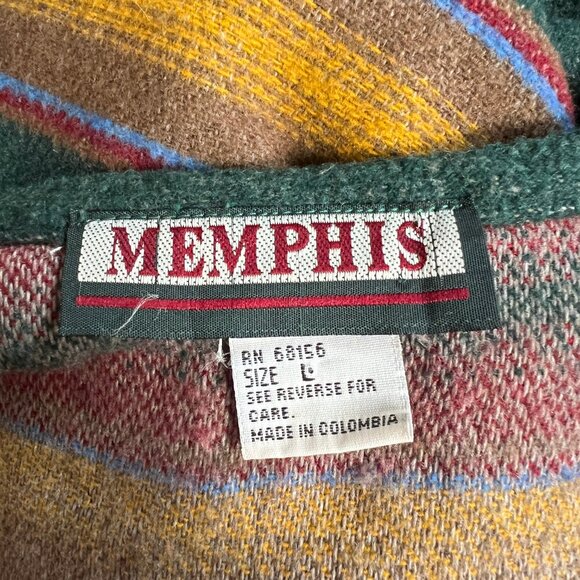 MEMPHIS
RN 68156
SIZE L
SEE REVERSE FOR
CARE.
MADE IN COLOMBIA